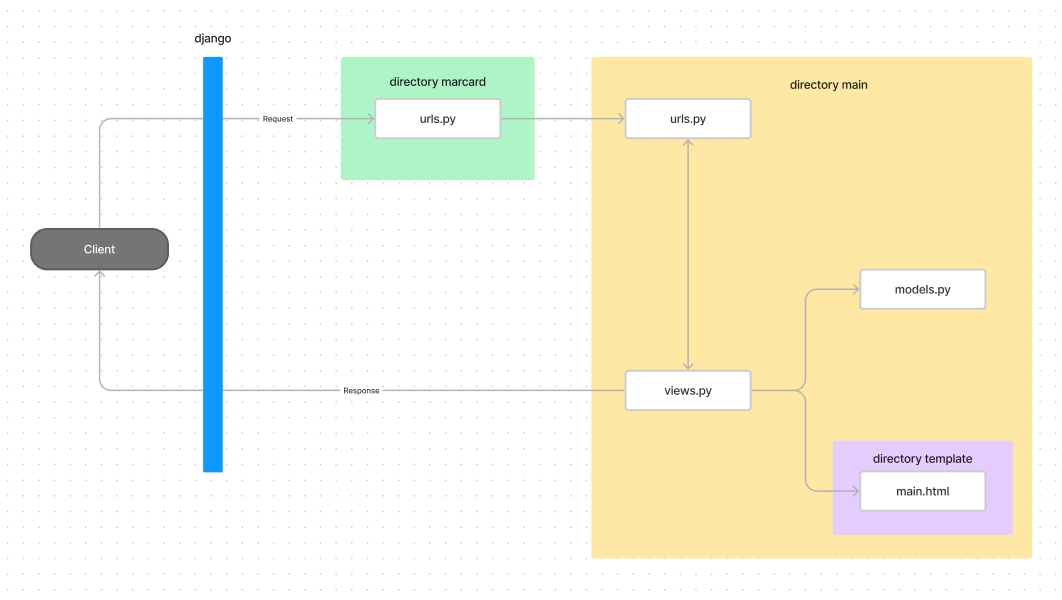 django
directory marcard
directory main
Request
urls.py
urls.py
Client
models.py
Response
views.py
directory template
main.html